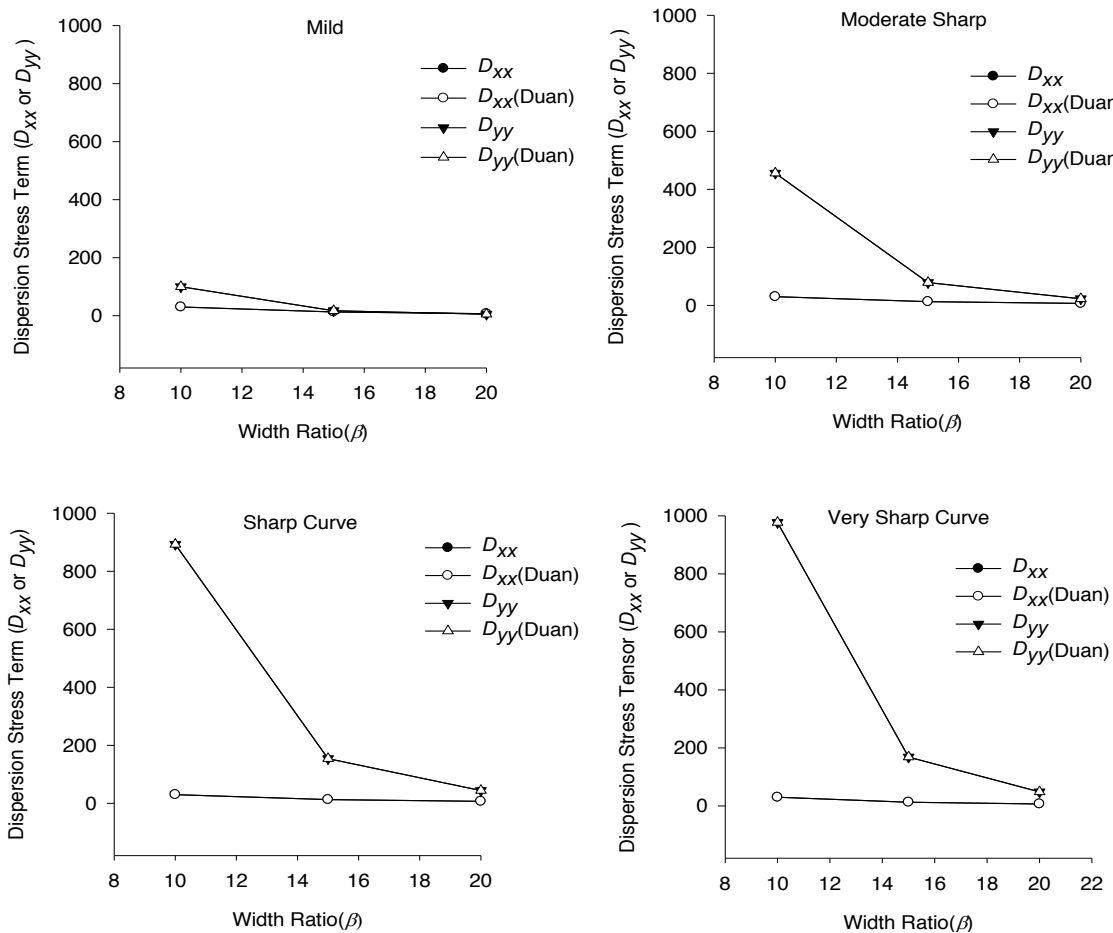 Mild
Dispersion Stress Term (Dxx or Dyy )
1000
800
600
400
200
0
Dxx
Dxx(Duan)
Dyy
Dyy(Duan)
8 10 12 14 16 18 20
Width Ratio(β)
Moderate Sharp
Dispersion Stress Term (Dxx or Dyy )
1000
800
600
400
200
0
Dxx
Dxx(Duar
Dyy
Dyy(Duar
8 10 12 14 16 18 20
Width Ratio(β)
Sharp Curve
Dispersion Stress Term (Dxx or Dyy)
1000
800
600
400
200
0
Dxx
Dxx(Duan)
Dyy
Dyy(Duan)
8 10 12 14 16 18 20
Width Ratio(β)
Very Sharp Curve
Dispersion Stress Tensor (Dxx or Dyy )
1000
800
600
400
200
0
Dxx
Dxx(Duan)
Dyy
Dyy(Duan)
8 10 12 14 16 18 20 22
Width Ratio(β)